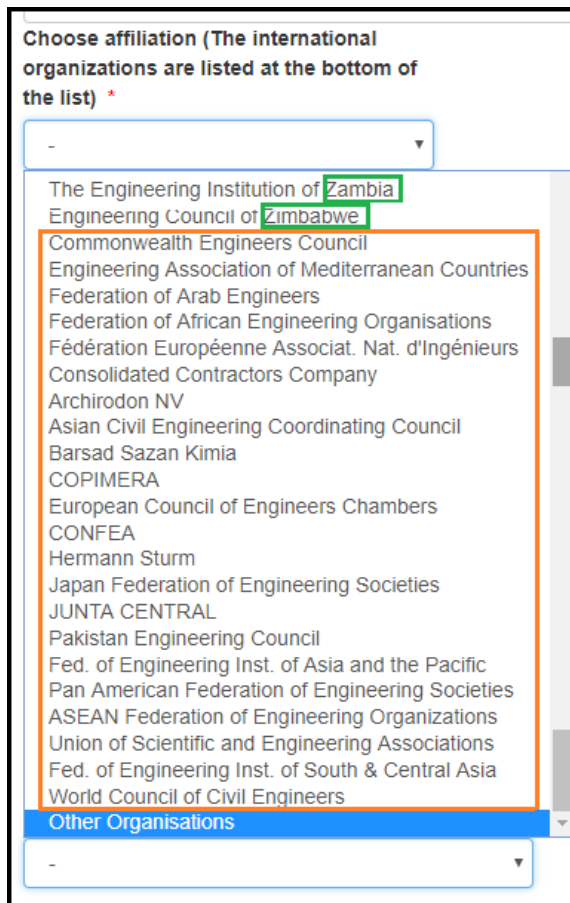 Choose affiliation (The international
organizations are listed at the bottom of
the list) *
-
The Engineering Institution of Zambia
Engineering Council of Zimbabwe
Commonwealth Engineers Council
Engineering Association of Mediterranean Countries
Federation of Arab Engineers
Federation of African Engineering Organisations
Fédération Européenne Associat. Nat. d'Ingénieurs
Consolidated Contractors Company
Archirodon NV
Asian Civil Engineering Coordinating Council
Barsad Sazan Kimia
COPIMERA
European Council of Engineers Chambers
CONFEA
Hermann Sturm
Japan Federation of Engineering Societies
JUNTA CENTRAL
Pakistan Engineering Council
Fed. of Engineering Inst. of Asia and the Pacific
Pan American Federation of Engineering Societies
ASEAN Federation of Engineering Organizations
Union of Scientific and Engineering Associations
Fed. of Engineering Inst. of South & Central Asia
World Council of Civil Engineers
Other Organisations
-